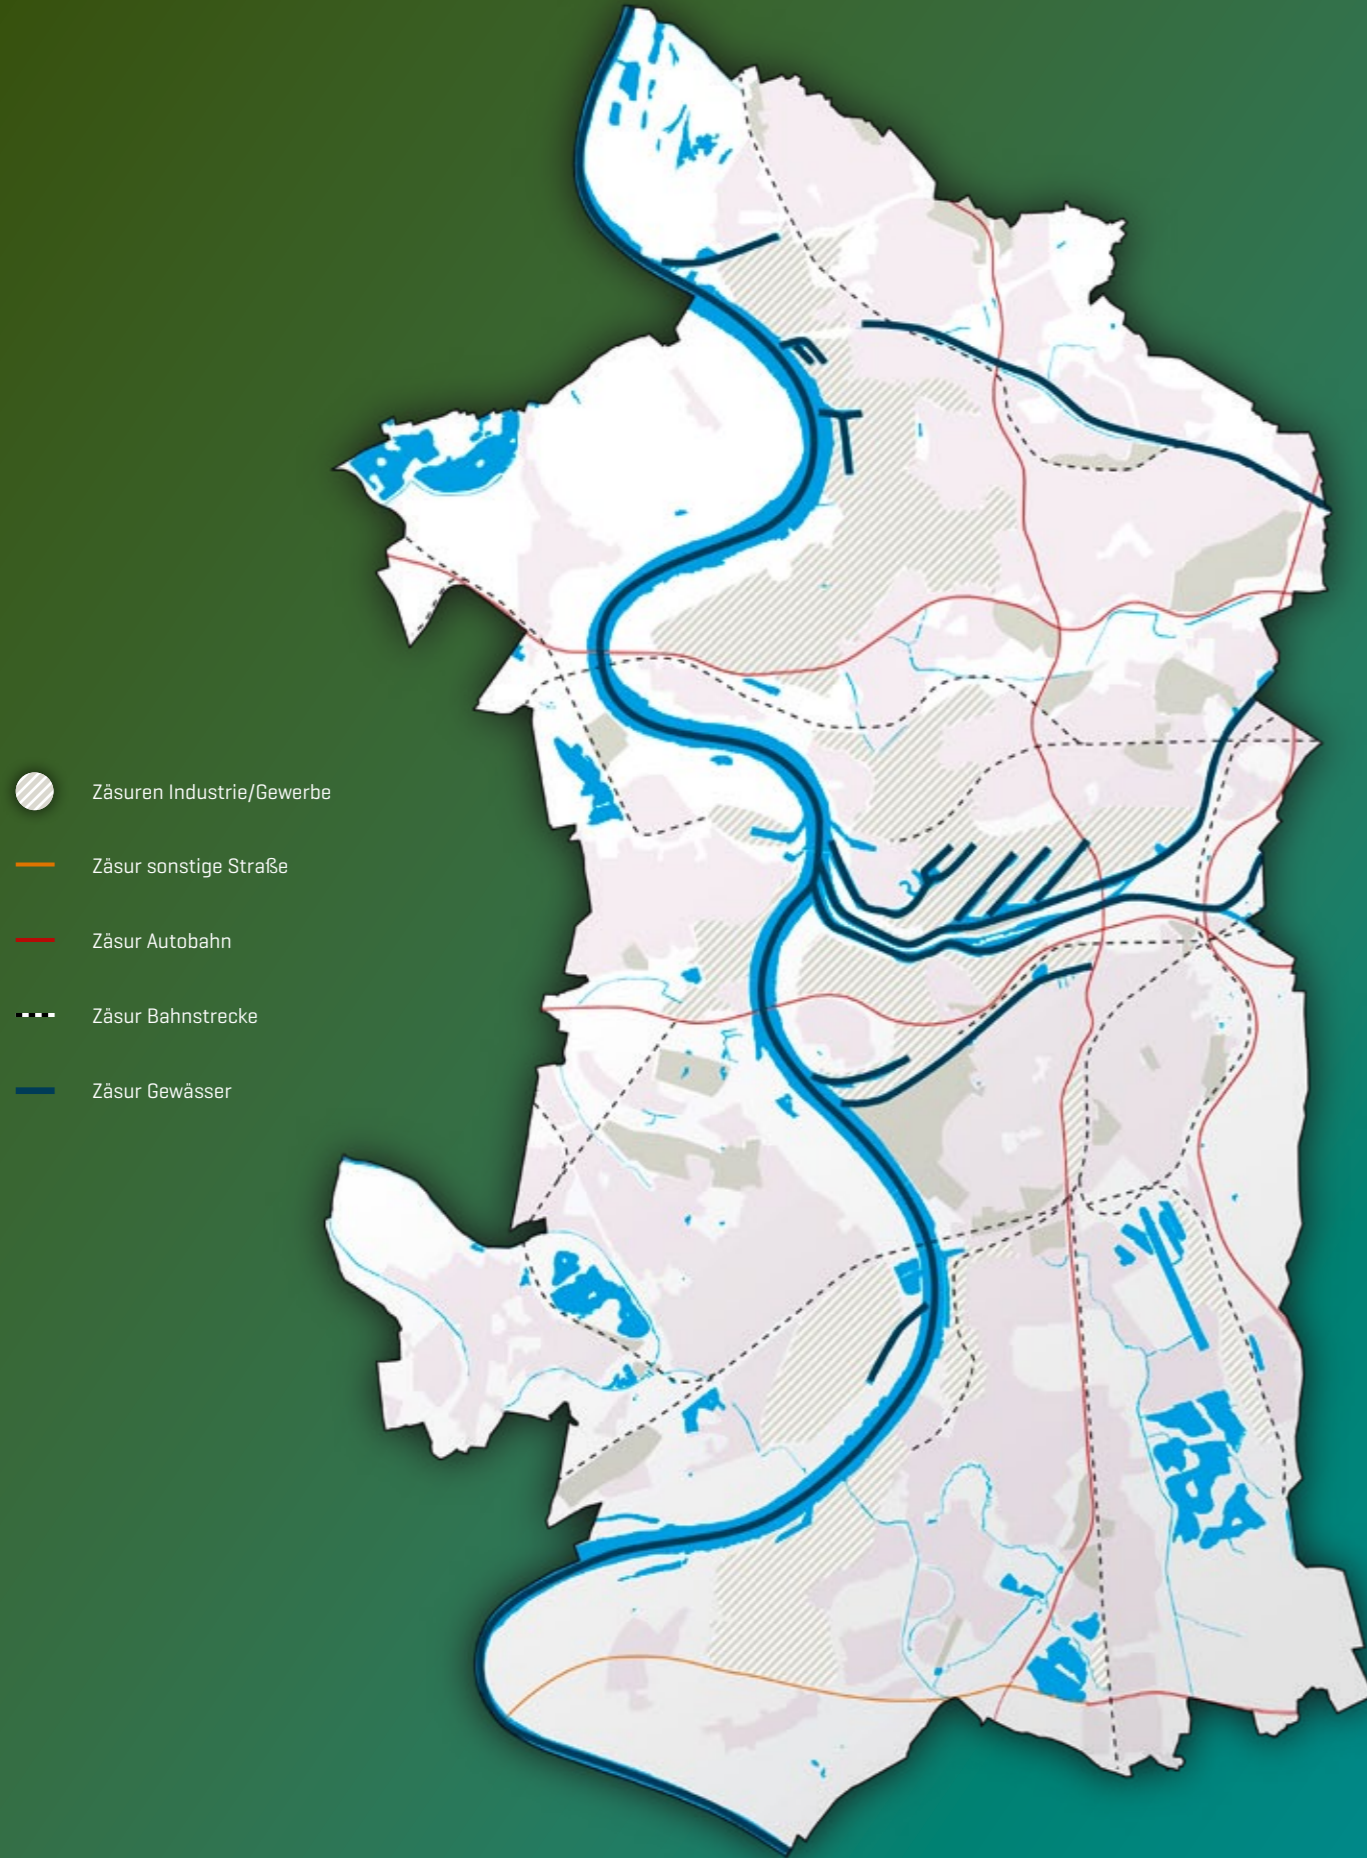 Zäsuren Industrie/Gewerbe
Zäsur sonstige Straße
Zäsur Autobahn
Zäsur Bahnstrecke
Zäsur Gewässer